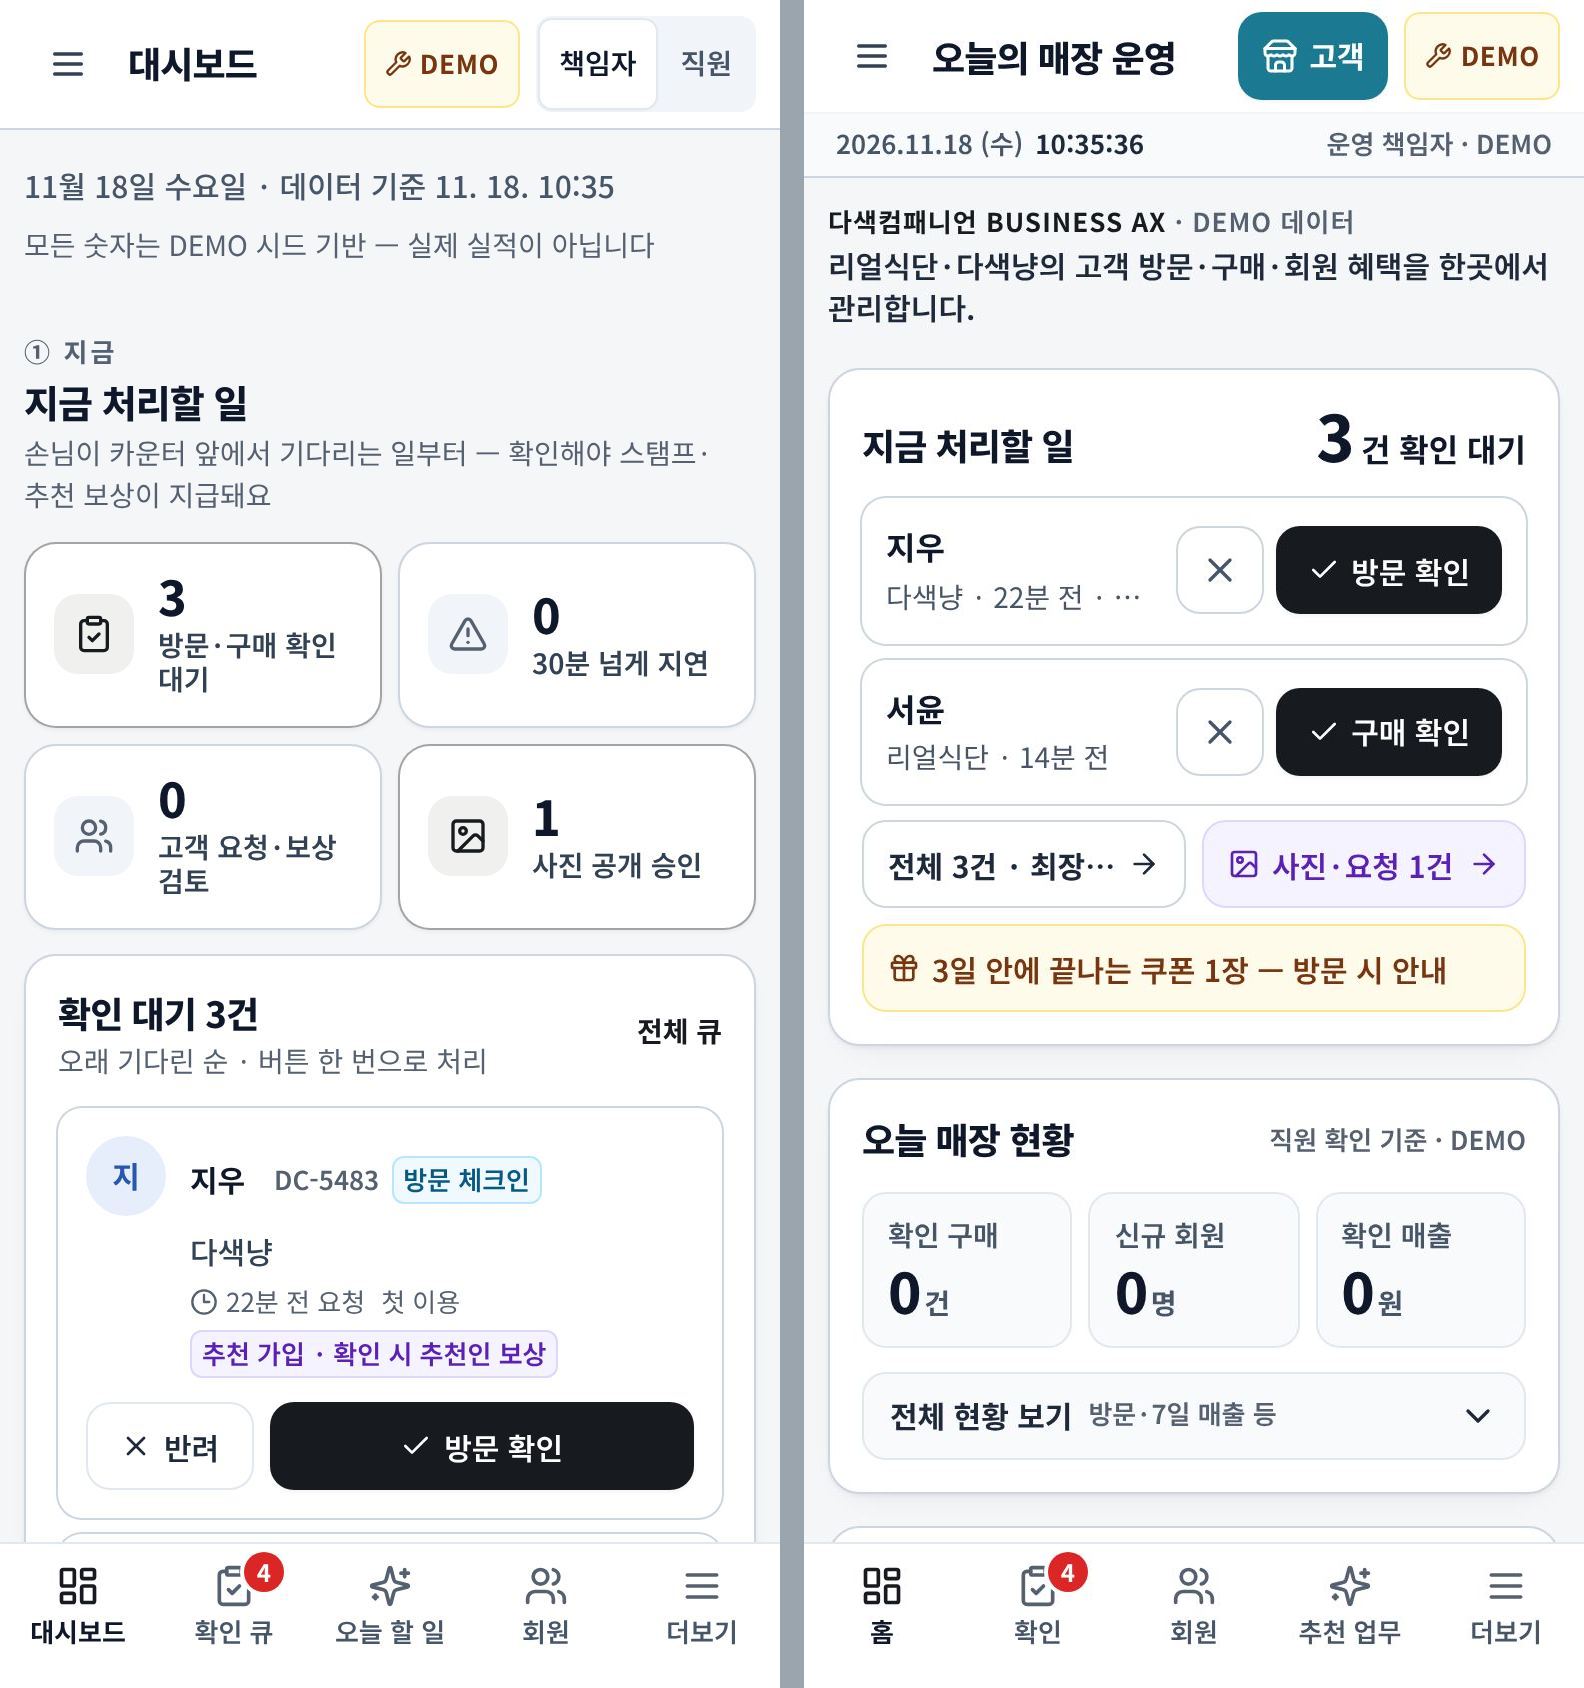 대시보드
DEMO
책임자
직원
11월 18일 수요일 · 데이터 기준 11. 18. 10:35
모든 숫자는 DEMO 시드 기반 — 실제 실적이 아닙니다
① 지금
지금 처리할 일
손님이 카운터 앞에서 기다리는 일부터 — 확인해야 스탬프·
추천 보상이 지급돼요
3
방문·구매 확인
대기
0
30분 넘게 지연
0
고객 요청·보상
검토
1
사진 공개 승인
확인 대기 3건
전체 큐
오래 기다린 순 · 버튼 한 번으로 처리
지
지우 DC-5483 방문 체크인
다색냥
22분 전 요청 첫 이용
추천 가입 · 확인 시 추천인 보상
반려
방문 확인
대시보드
4
확인 큐
오늘 할 일
회원
더보기
오늘의 매장 운영
고객
DEMO
2026.11.18 (수) 10:35:36
운영 책임자 · DEMO
다색컴패니언 BUSINESS AX · DEMO 데이터
리얼식단·다색냥의 고객 방문·구매·회원 혜택을 한곳에서
관리합니다.
지금 처리할 일
3건 확인 대기
지우
다색냥 · 22분 전 · …
방문 확인
서윤
리얼식단 · 14분 전
구매 확인
전체 3건 · 최장…
사진·요청 1건
3일 안에 끝나는 쿠폰 1장 — 방문 시 안내
오늘 매장 현황
직원 확인 기준 · DEMO
확인 구매
0건
신규 회원
0명
확인 매출
0원
전체 현황 보기 방문·7일 매출 등
홈
4
확인
회원
추천 업무
더보기